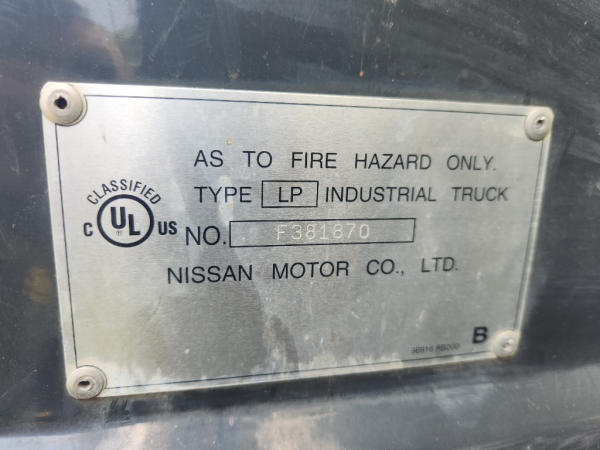 AS TO FIRE HAZARD ONLY.
CLASSIFIED
TYPE LP INDUSTRIAL TRUCK
C UL ® US
NO. F381870
NISSAN MOTOR CO., LTD.
B